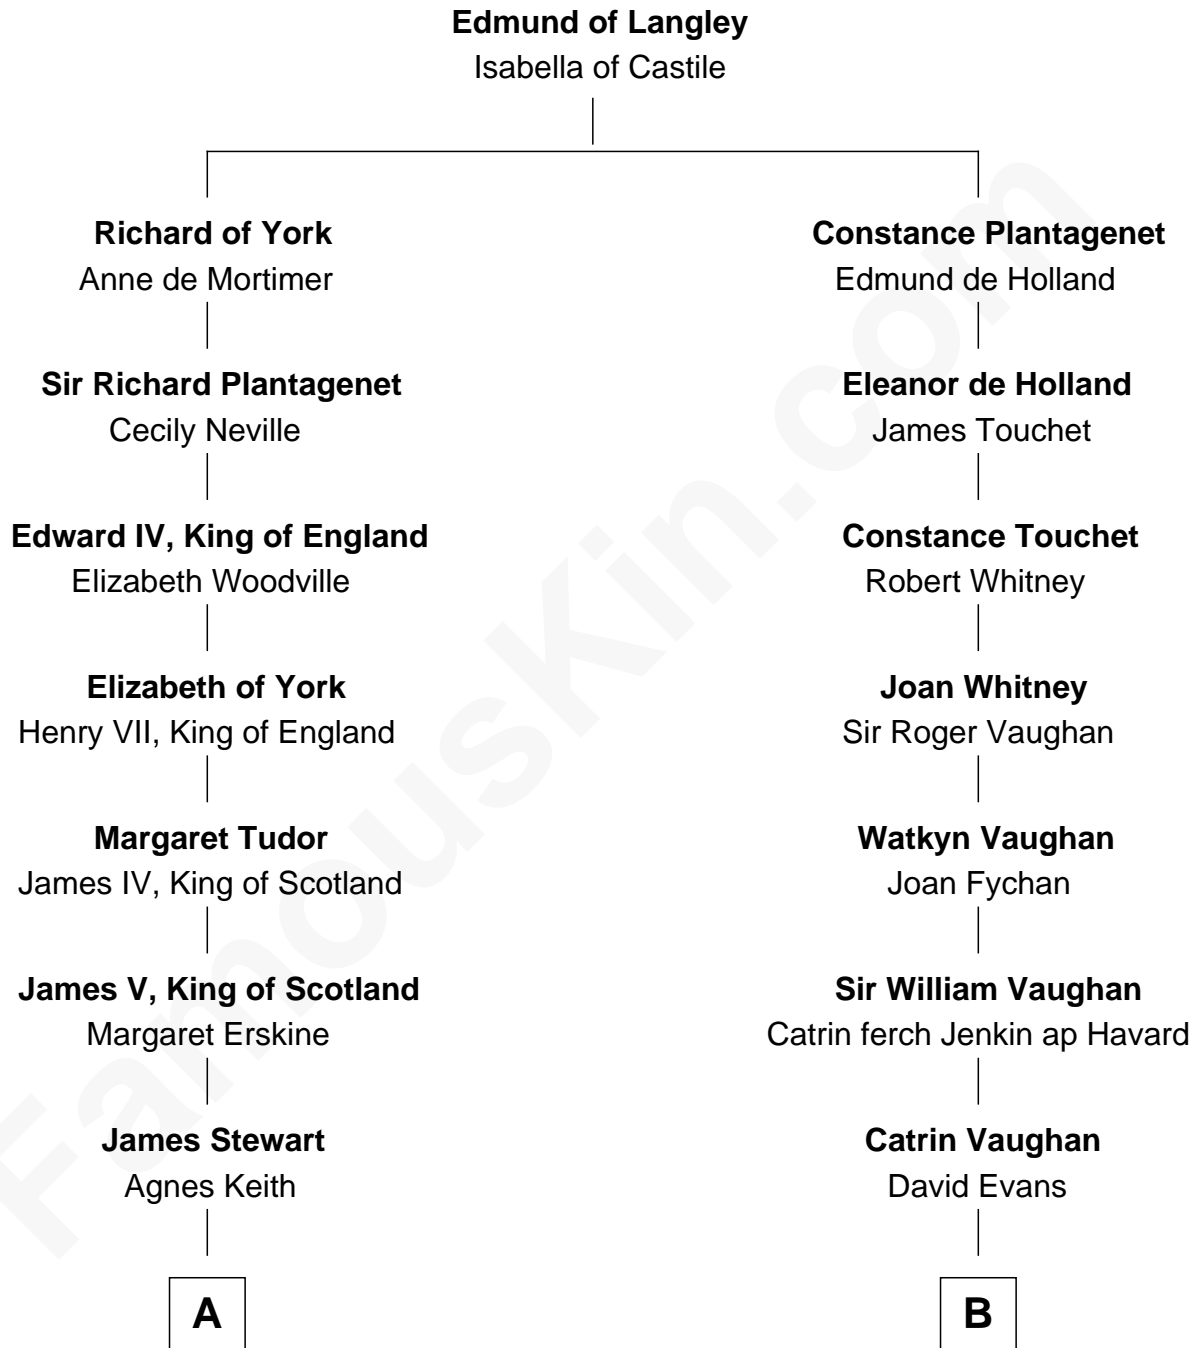 Edmund of Langley
Isabella of Castile
Richard of York
Anne de Mortimer
Sir Richard Plantagenet
Cecily Neville
Edward IV, King of England
Elizabeth Woodville
Elizabeth of York
Henry VII, King of England
Margaret Tudor
James IV, King of Scotland
James V, King of Scotland
Margaret Erskine
James Stewart
Agnes Keith
A
Constance Plantagenet
Edmund de Holland
Eleanor de Holland
James Touchet
Constance Touchet
Robert Whitney
Joan Whitney
Sir Roger Vaughan
Watkyn Vaughan
Joan Fychan
Sir William Vaughan
Catrin ferch Jenkin ap Havard
Catrin Vaughan
David Evans
B
FamousKin.com